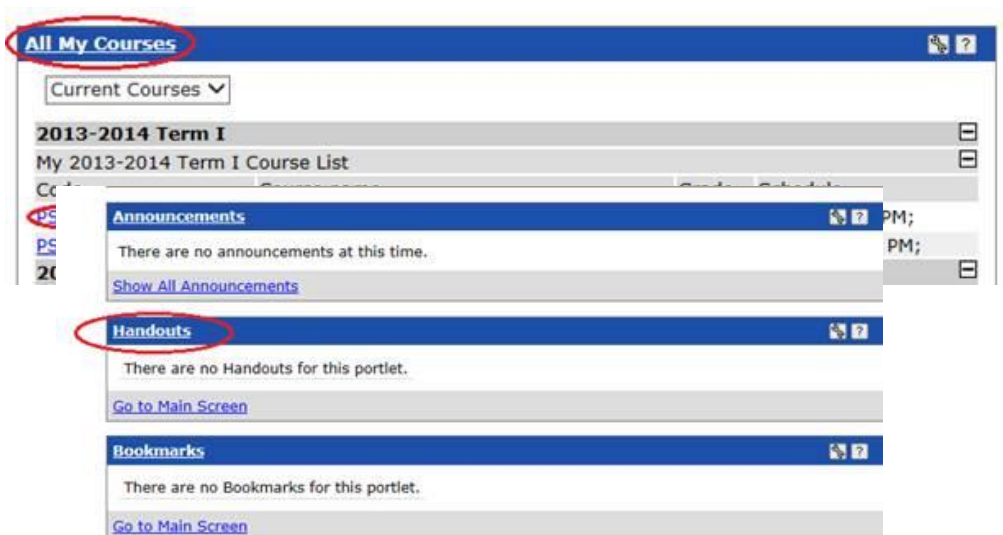 All My Courses
?
Current Courses
2013-2014 Term I
My 2013-2014 Term I Course List
PS
PM;
PS
PM;
Announcements
?
There are no announcements at this time.
Show All Announcements
Handouts
?
There are no Handouts for this portlet.
Go to Main Screen
Bookmarks
?
There are no Bookmarks for this portlet.
Go to Main Screen